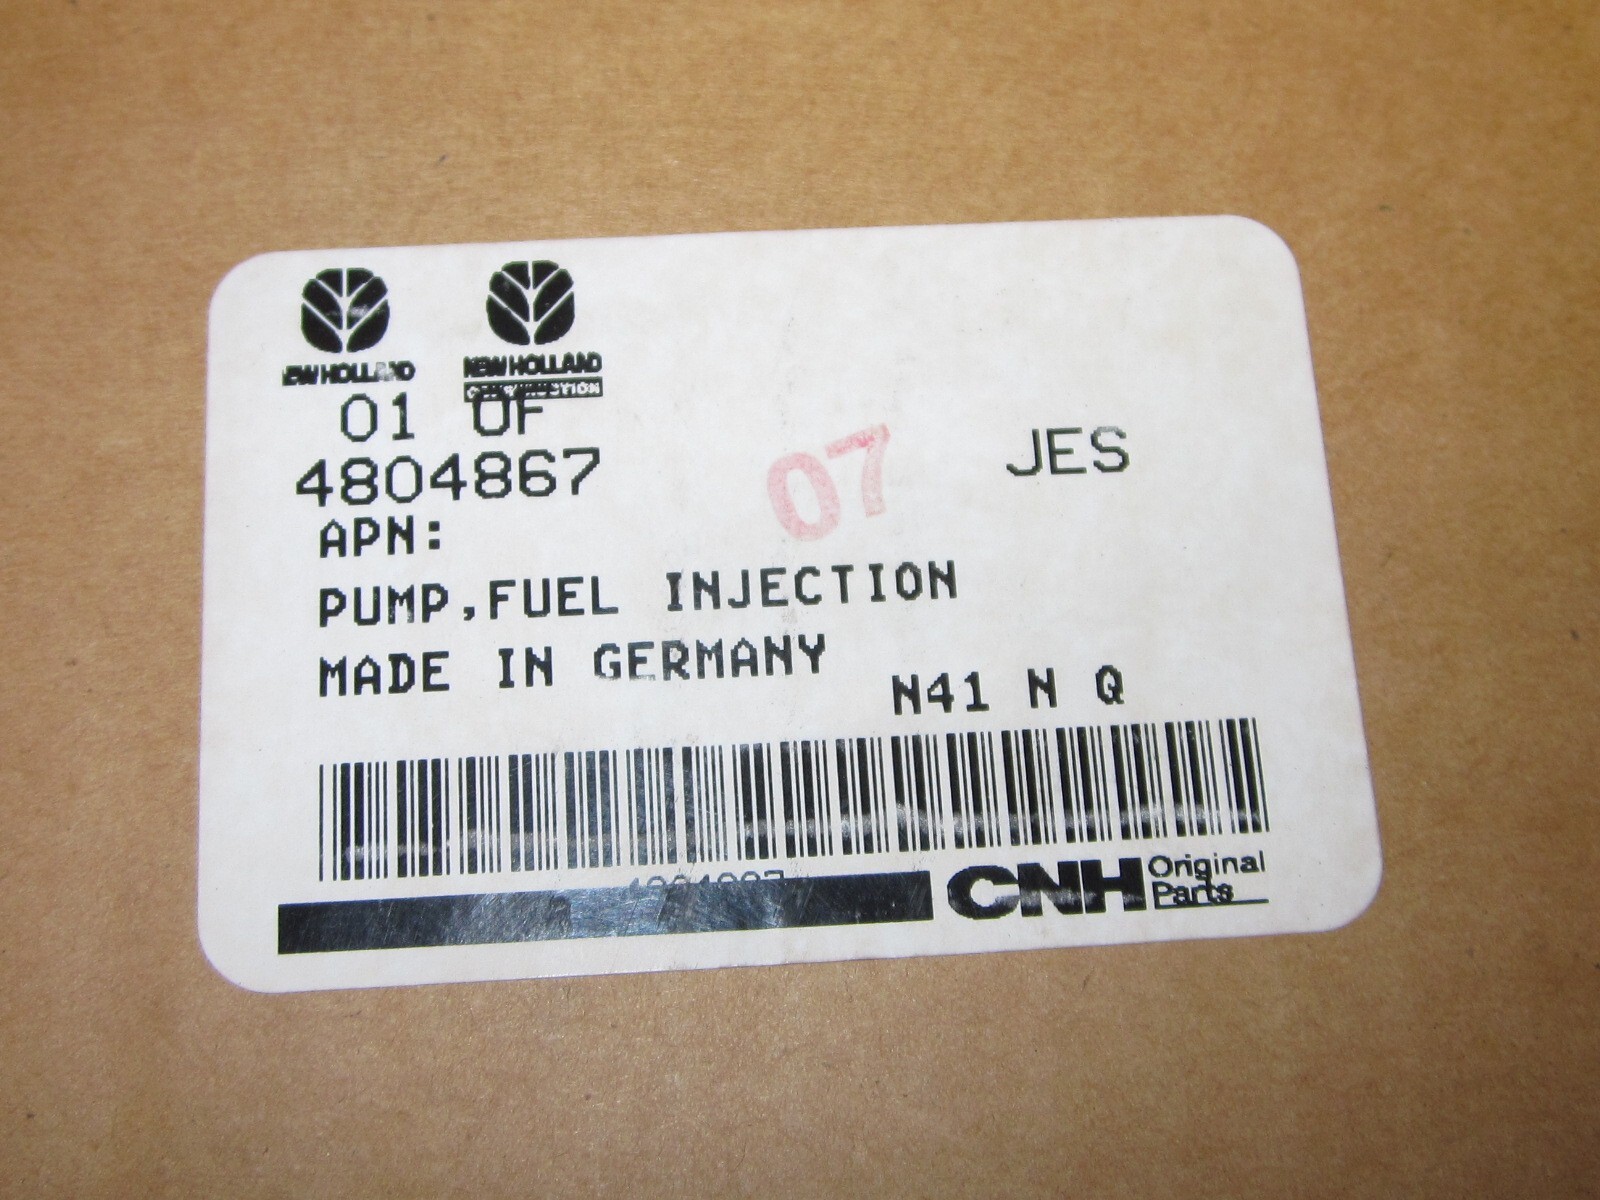 NEW HOLLAND NEW HOLLAND
CONSTRUCTION
01 OF
4804867
07
JES
APN:
PUMP,FUEL INJECTION
MADE IN GERMANY
N41 N Q
CNH Original
Parts